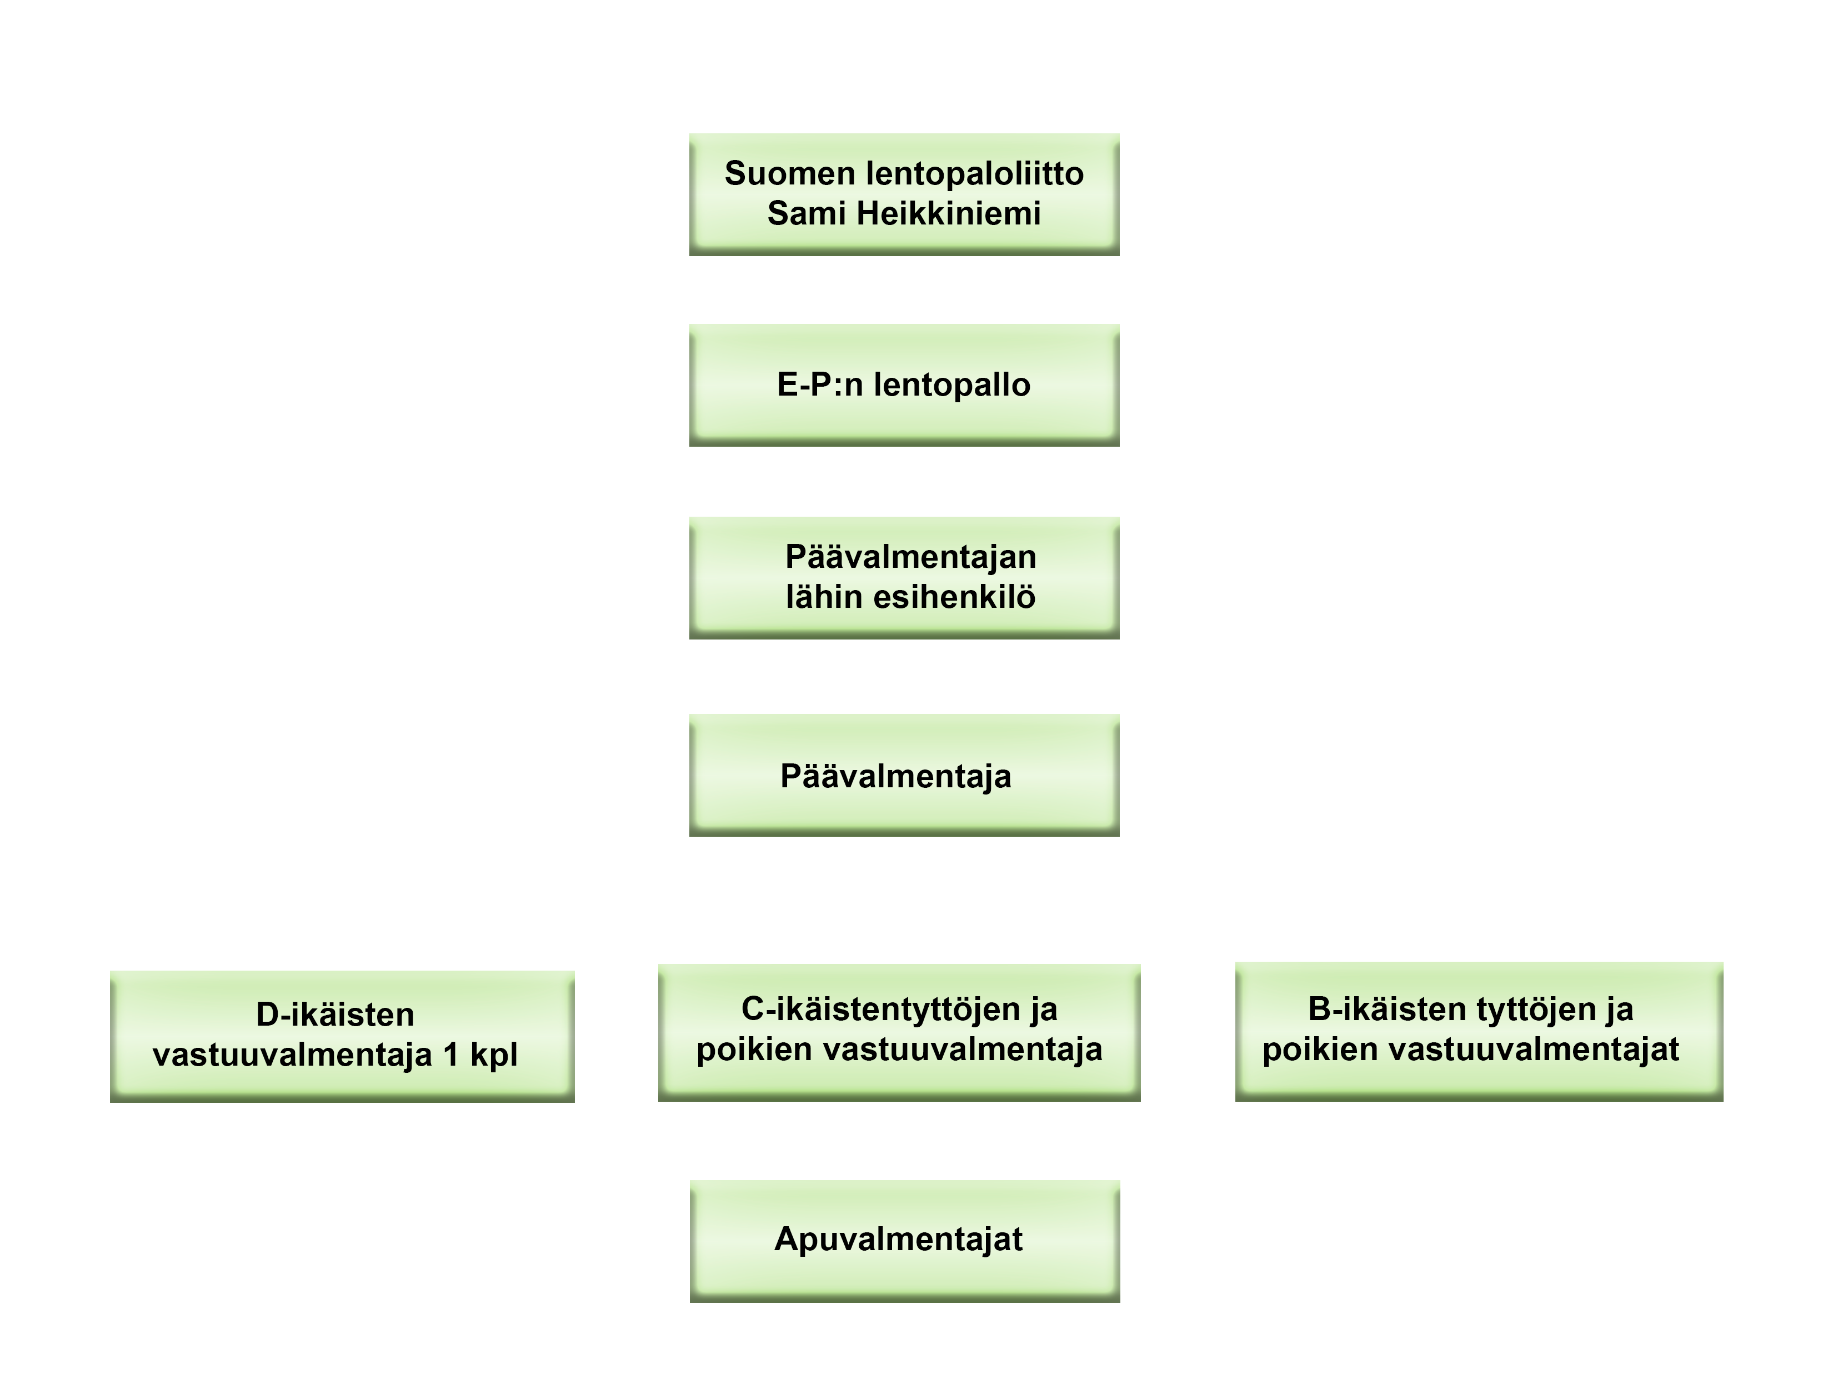 Suomen lentopaloliitto
Sami Heikkiniemi
E-P:n lentopallo
Päävalmentajan
lähin esihenkilö
Päävalmentaja
D-ikäisten
vastuuvalmentaja 1 kpl
C-ikäistentyttöjen ja
poikien vastuuvalmentaja
B-ikäisten tyttöjen ja
poikien vastuuvalmentajat
Apuvalmentajat